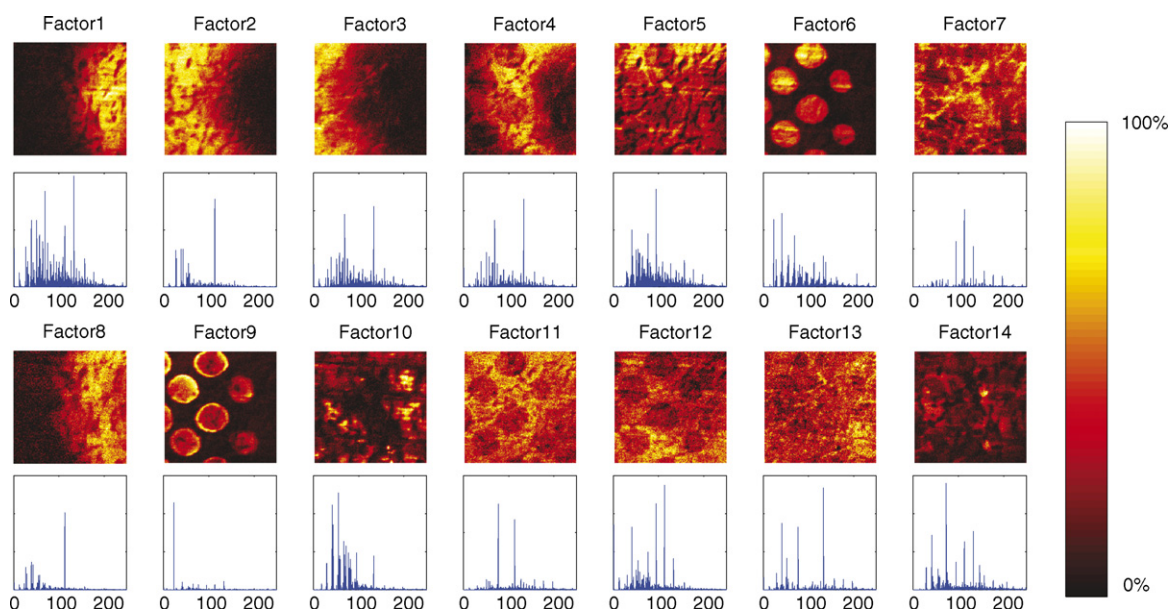 Factor1 Factor2 Factor3 Factor4 Factor5 Factor6 Factor7
100%
0 100 200 0 100 200 0 100 200 0 100 200 0 100 200 0 100 200 0 100 200
Factor8 Factor9 Factor10 Factor11 Factor12 Factor13 Factor14
0%
0 100 200 0 100 200 0 100 200 0 100 200 0 100 200 0 100 200 0 100 200